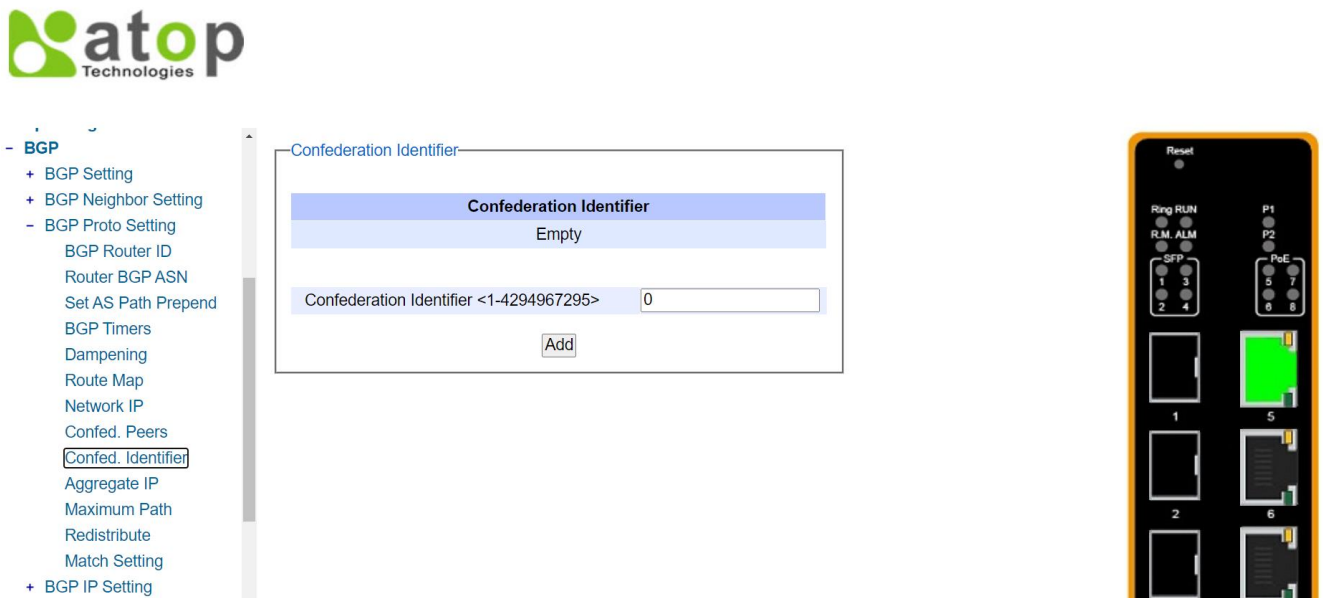 atop
Technologies
- BGP
+ BGP Setting
+ BGP Neighbor Setting
- BGP Proto Setting
BGP Router ID
Router BGP ASN
Set AS Path Prepend
BGP Timers
Dampening
Route Map
Network IP
Confed. Peers
Confed. Identifier
Aggregate IP
Maximum Path
Redistribute
Match Setting
+ BGP IP Setting
Confederation Identifier
Confederation Identifier
Empty
Confederation Identifier <1-4294967295> 0
Add
Reset
Ring RUN P1
R.M. ALM P2
SFP PoE
1 3 5 7
2 4 6 8
1 5
2 6